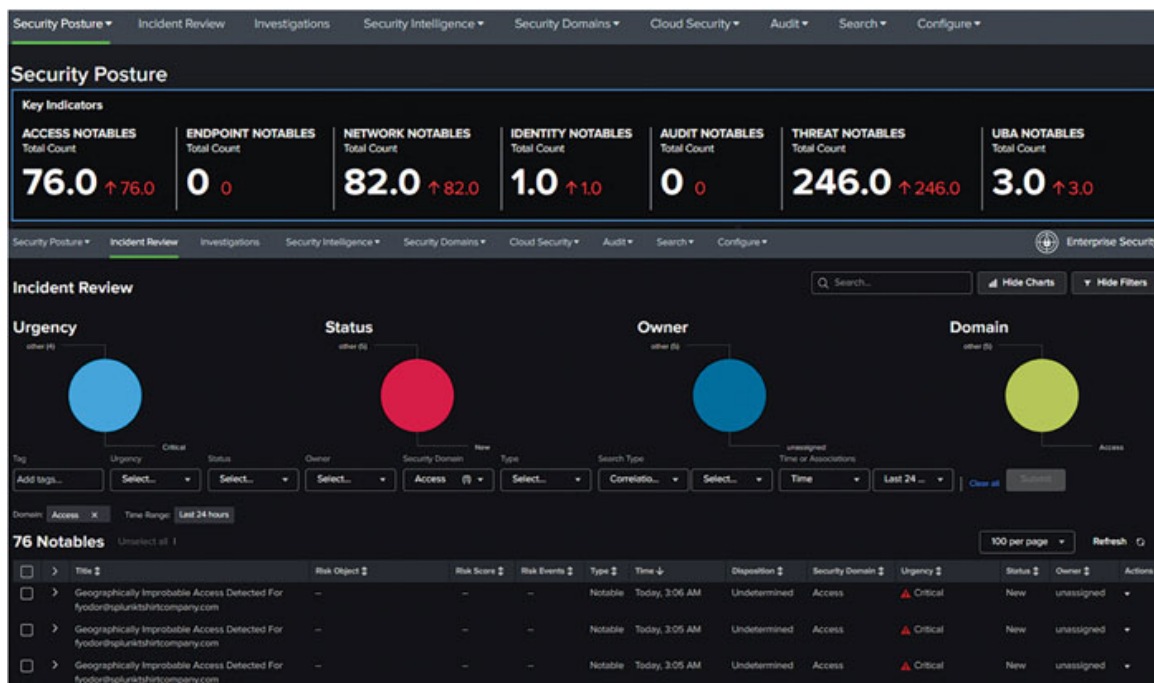 Security Posture Incident Review Investigations Security Intelligence Security Domains Cloud Security Audit Search Configure
Security Posture
Key Indicators
ACCESS NOTABLES ENDPOINT NOTABLES NETWORK NOTABLES IDENTITY NOTABLES AUDIT NOTABLES THREAT NOTABLES UBA NOTABLES
Total Count Total Count Total Count Total Count Total Count Total Count Total Count
76.0 ↑76.0 0 0 82.0 ↑82.0 1.0 ↑1.0 0 0 246.0 ↑246.0 3.0 ↑3.0
Security Posture Incident Review Investigations Security Intelligence Security Domains Cloud Security Audit Search Configure Enterprise Security
Incident Review Search... Hide Charts Hide Filters
Urgency Status Owner Domain
other (4) other (5) other (5) other (5)
Critical New unassigned Access
Tag Urgency Status Owner Security Domain Type Search Type Time or Associations
Add tags... Select... Select... Select... Access (1) Select... Correlatio... Select... Time Last 24 ... Clear all Submit
Domain: Access X Time Range: Last 24 hours
76 Notables Unselect all 100 per page Refresh
Title Risk Object Risk Score Risk Events Type Time ↓ Disposition Security Domain Urgency Status Owner Actions
Geographically Improbable Access Detected For -- -- -- Notable Today, 3:06 AM Undetermined Access Critical New unassigned
fyodor@splunktshirtcompany.com
Geographically Improbable Access Detected For -- -- -- Notable Today, 3:05 AM Undetermined Access Critical New unassigned
fyodor@splunktshirtcompany.com
Geographically Improbable Access Detected For -- -- -- Notable Today, 3:05 AM Undetermined Access Critical New unassigned
fyodor@splunktshirtcompany.com